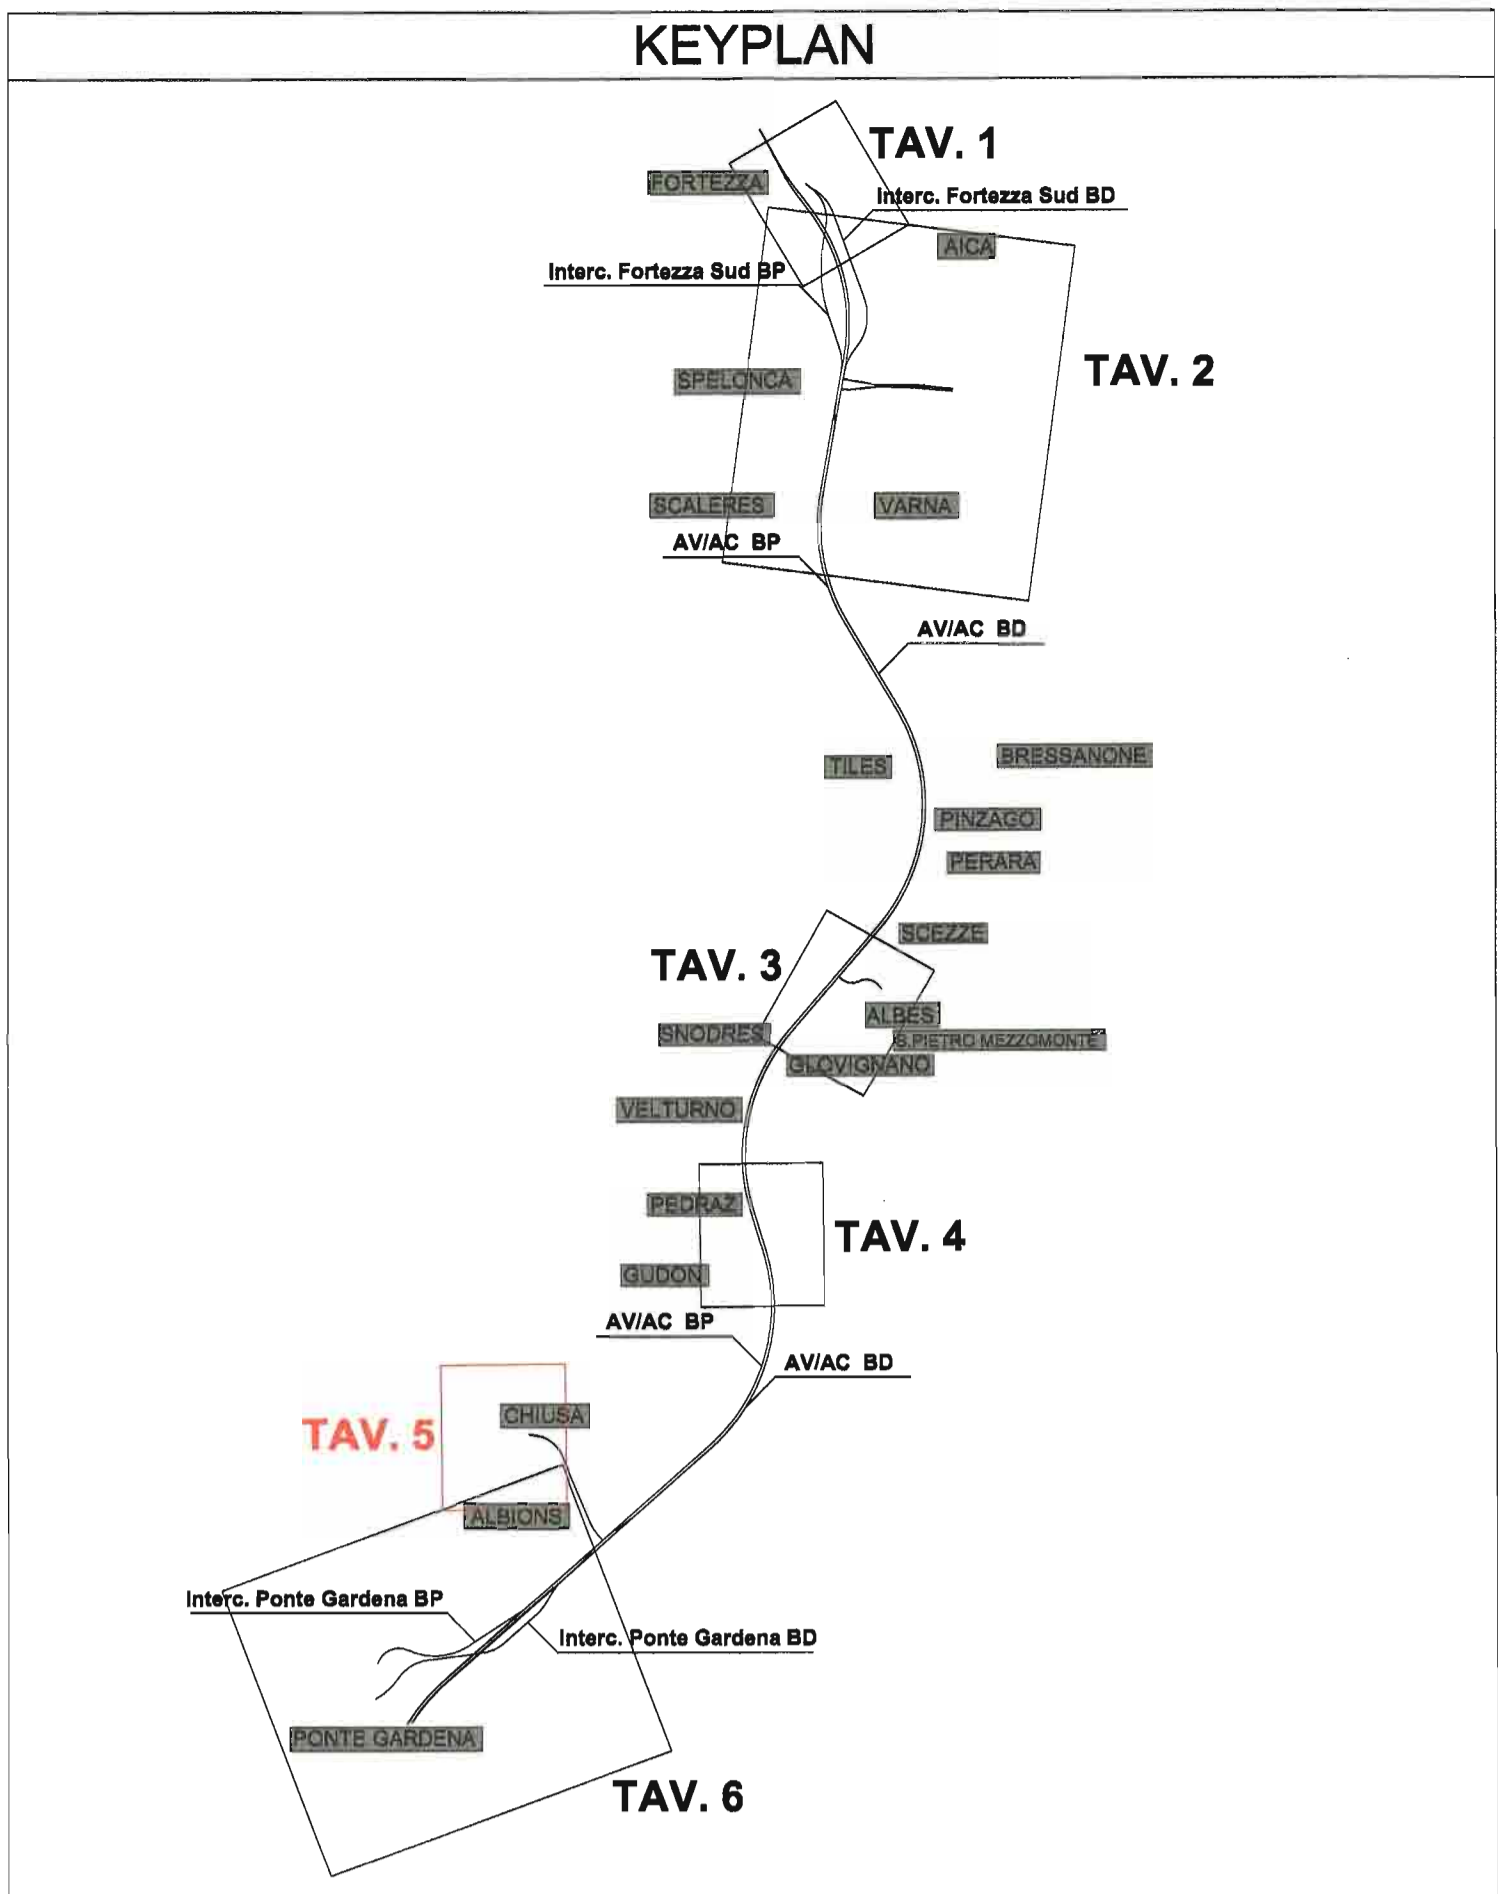 KEYPLAN
TAV. 1
FORTEZZA
Interc. Fortezza Sud BD
AICA
Interc. Fortezza Sud BP
TAV. 2
SPELONCA
SCALERES
VARNA
AV/AC BP
AV/AC BD
BRESSANONE
TILES
PINZAGO
PERARA
SCEZZE
TAV. 3
ALBES
SNODRES
S.PIETRO MEZZOMONTE
GLOVIGNANO
VELTURNO
PEDRAZ
TAV. 4
GUDON
AV/AC BP
AV/AC BD
CHIUSA
TAV. 5
ALBIONS
Interc. Ponte Gardena BP
Interc. Ponte Gardena BD
PONTE GARDENA
TAV. 6